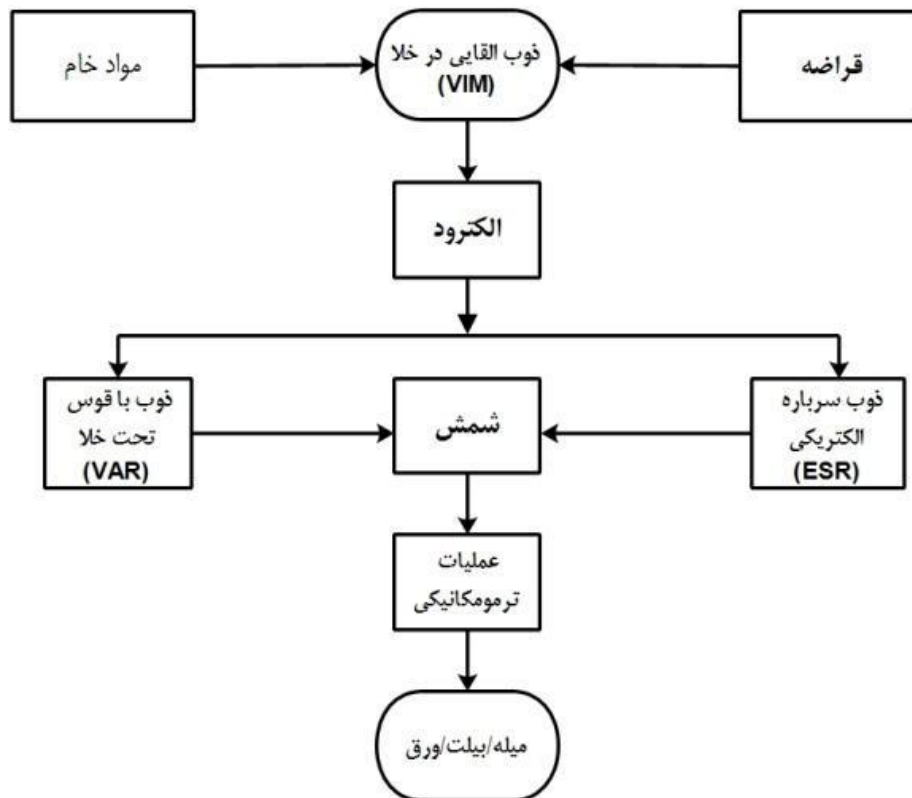 مواد خام
ذوب القایی در خلا
(VIM)
قراضه
الکترود
ذوب با قوس
تحت خلا
(VAR)
شمش
ذوب سرباره
الکتریکی
(ESR)
عملیات
ترمومکانیکی
میله/بیلت/ورق